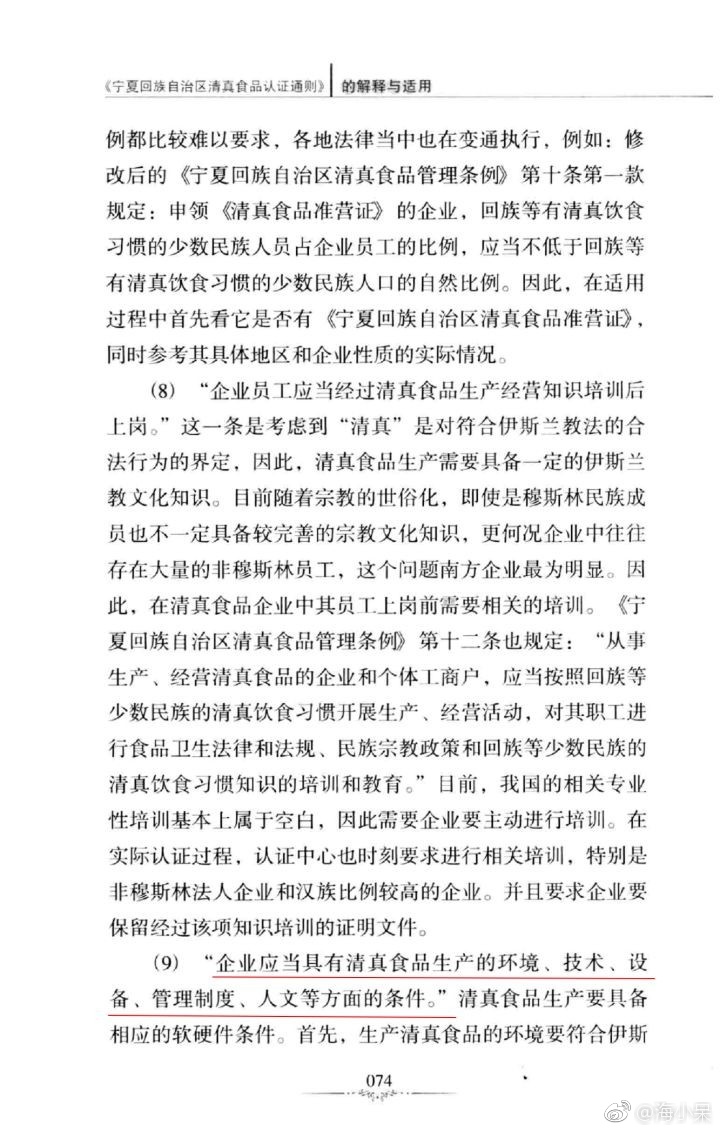 《宁夏回族自治区清真食品认证通则》 的解释与适用
例都比较难以要求，各地法律当中也在变通执行，例如：修
改后的《宁夏回族自治区清真食品管理条例》第十条第一款
规定：申领《清真食品准营证》的企业，回族等有清真饮食
习惯的少数民族人员占企业员工的比例，应当不低于回族等
有清真饮食习惯的少数民族人口的自然比例。因此，在适用
过程中首先看它是否有《宁夏回族自治区清真食品准营证》，
同时参考其具体地区和企业性质的实际情况。
（8）“企业员工应当经过清真食品生产经营知识培训后
上岗。”这一条是考虑到“清真”是对符合伊斯兰教法的合
法行为的界定，因此，清真食品生产需要具备一定的伊斯兰
教文化知识。目前随着宗教的世俗化，即使是穆斯林民族成
员也不一定具备较完善的宗教文化知识，更何况企业中往往
存在大量的非穆斯林员工，这个问题南方企业最为明显。因
此，在清真食品企业中其员工上岗前需要相关的培训。《宁
夏回族自治区清真食品管理条例》第十二条也规定：“从事
生产、经营清真食品的企业和个体工商户，应当按照回族等
少数民族的清真饮食习惯开展生产、经营活动，对其职工进
行食品卫生法律和法规、民族宗教政策和回族等少数民族的
清真饮食习惯知识的培训和教育。”目前，我国的相关专业
性培训基本上属于空白，因此需要企业要主动进行培训。在
实际认证过程，认证中心也时刻要求进行相关培训，特别是
非穆斯林法人企业和汉族比例较高的企业。并且要求企业要
保留经过该项知识培训的证明文件。
（9）“企业应当具有清真食品生产的环境、技术、设
备、管理制度、人文等方面的条件。”清真食品生产要具备
相应的软硬件条件。首先，生产清真食品的环境要符合伊斯
074
@海小呆